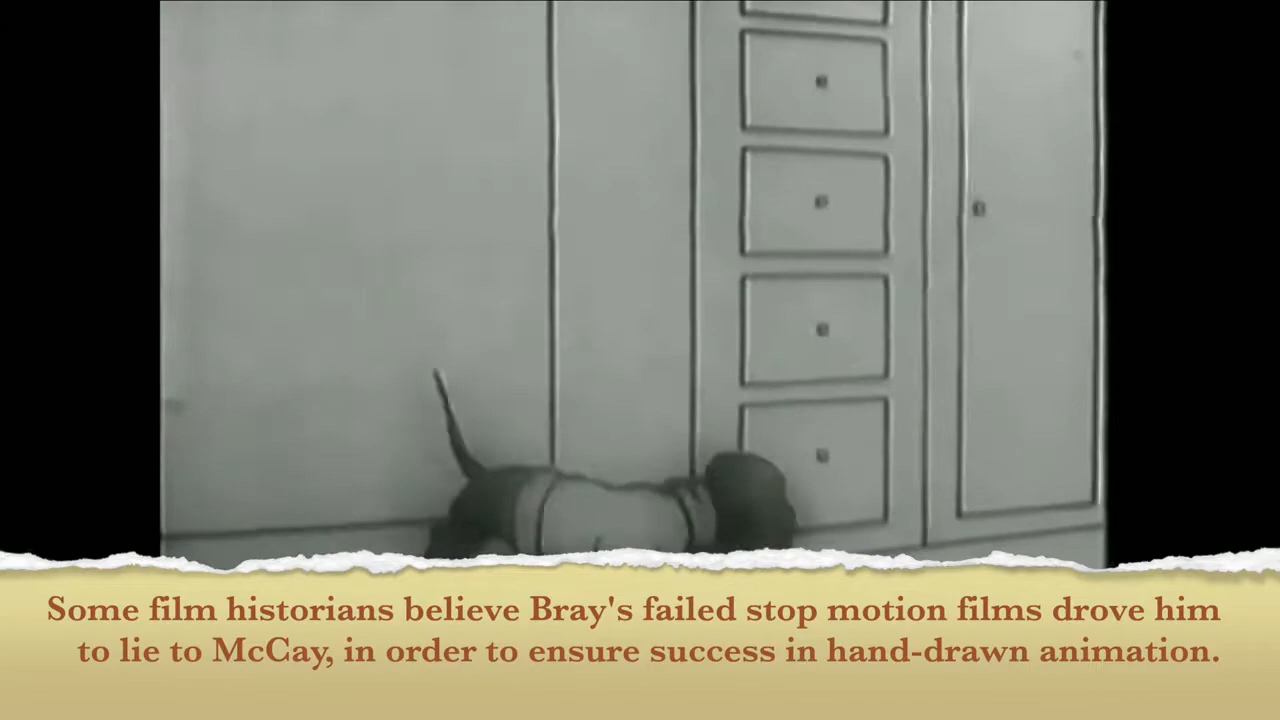 Some film historians believe Bray's failed stop motion films drove him
to lie to McCay, in order to ensure success in hand-drawn animation.